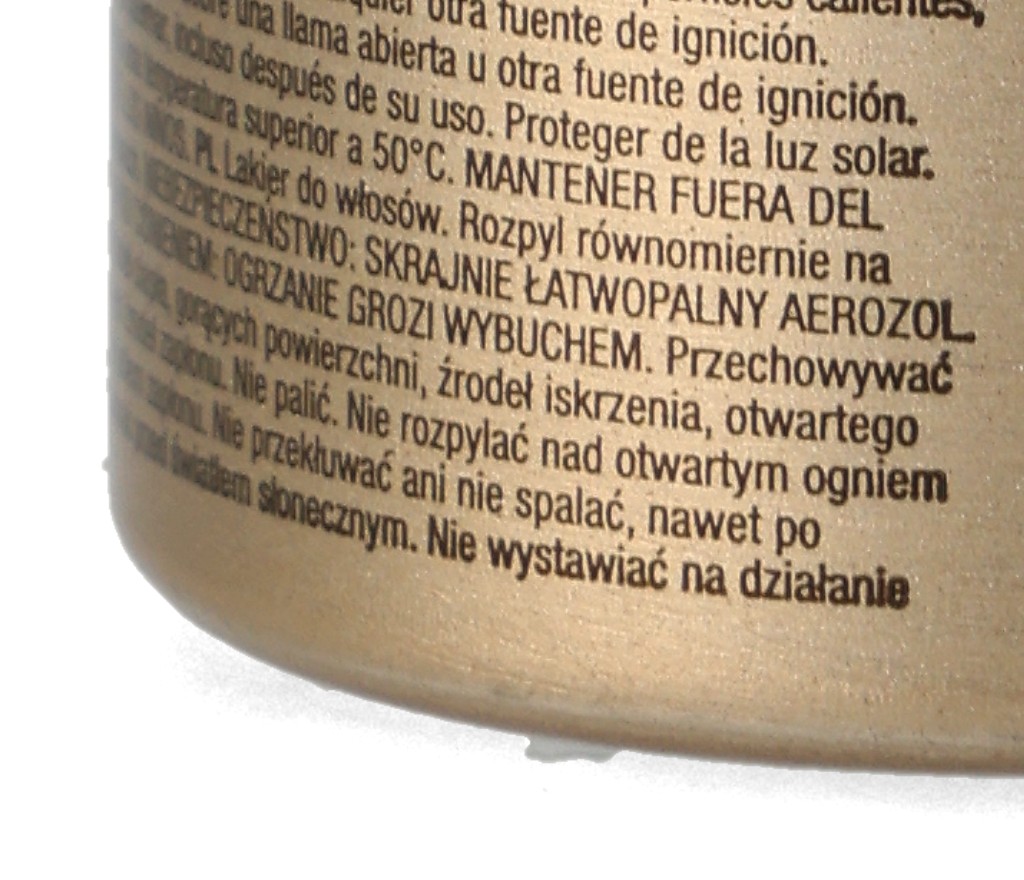 calientes,
otra fuente de ignición.
una llama abierta u otra fuente de ignición.
incluso después de su uso. Proteger de la luz solar.
temperatura superior a 50°C. MANTENER FUERA DEL
PL Lakier do włosów. Rozpyl równomiernie na
NIEBEZPIECZEŃSTWO: SKRAJNIE ŁATWOPALNY AEROZOL.
OGRZANIE GROZI WYBUCHEM. Przechowywać
gorących powierzchni, źrodeł iskrzenia, otwartego
zapłonu. Nie palić. Nie rozpylać nad otwartym ogniem
zapłonu. Nie przekłuwać ani nie spalać, nawet po
światłem słonecznym. Nie wystawiać na działanie